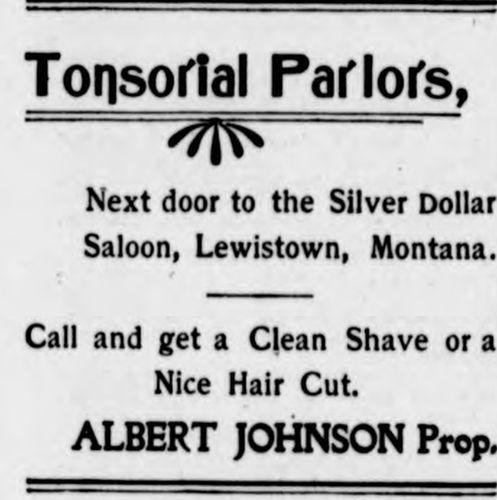 Tonsorial Parlors,
Next door to the Silver Dollar
Saloon, Lewistown, Montana.
Call and get a Clean Shave or a
Nice Hair Cut.
ALBERT JOHNSON Prop.